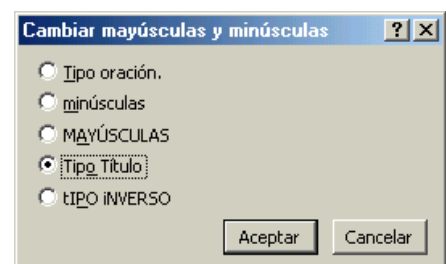 Cambiar mayúsculas y minúsculas ? ×
Tipo oración.
minúsculas
MAYÚSCULAS
Tipo Título
tIPO iNVERSO
Aceptar Cancelar